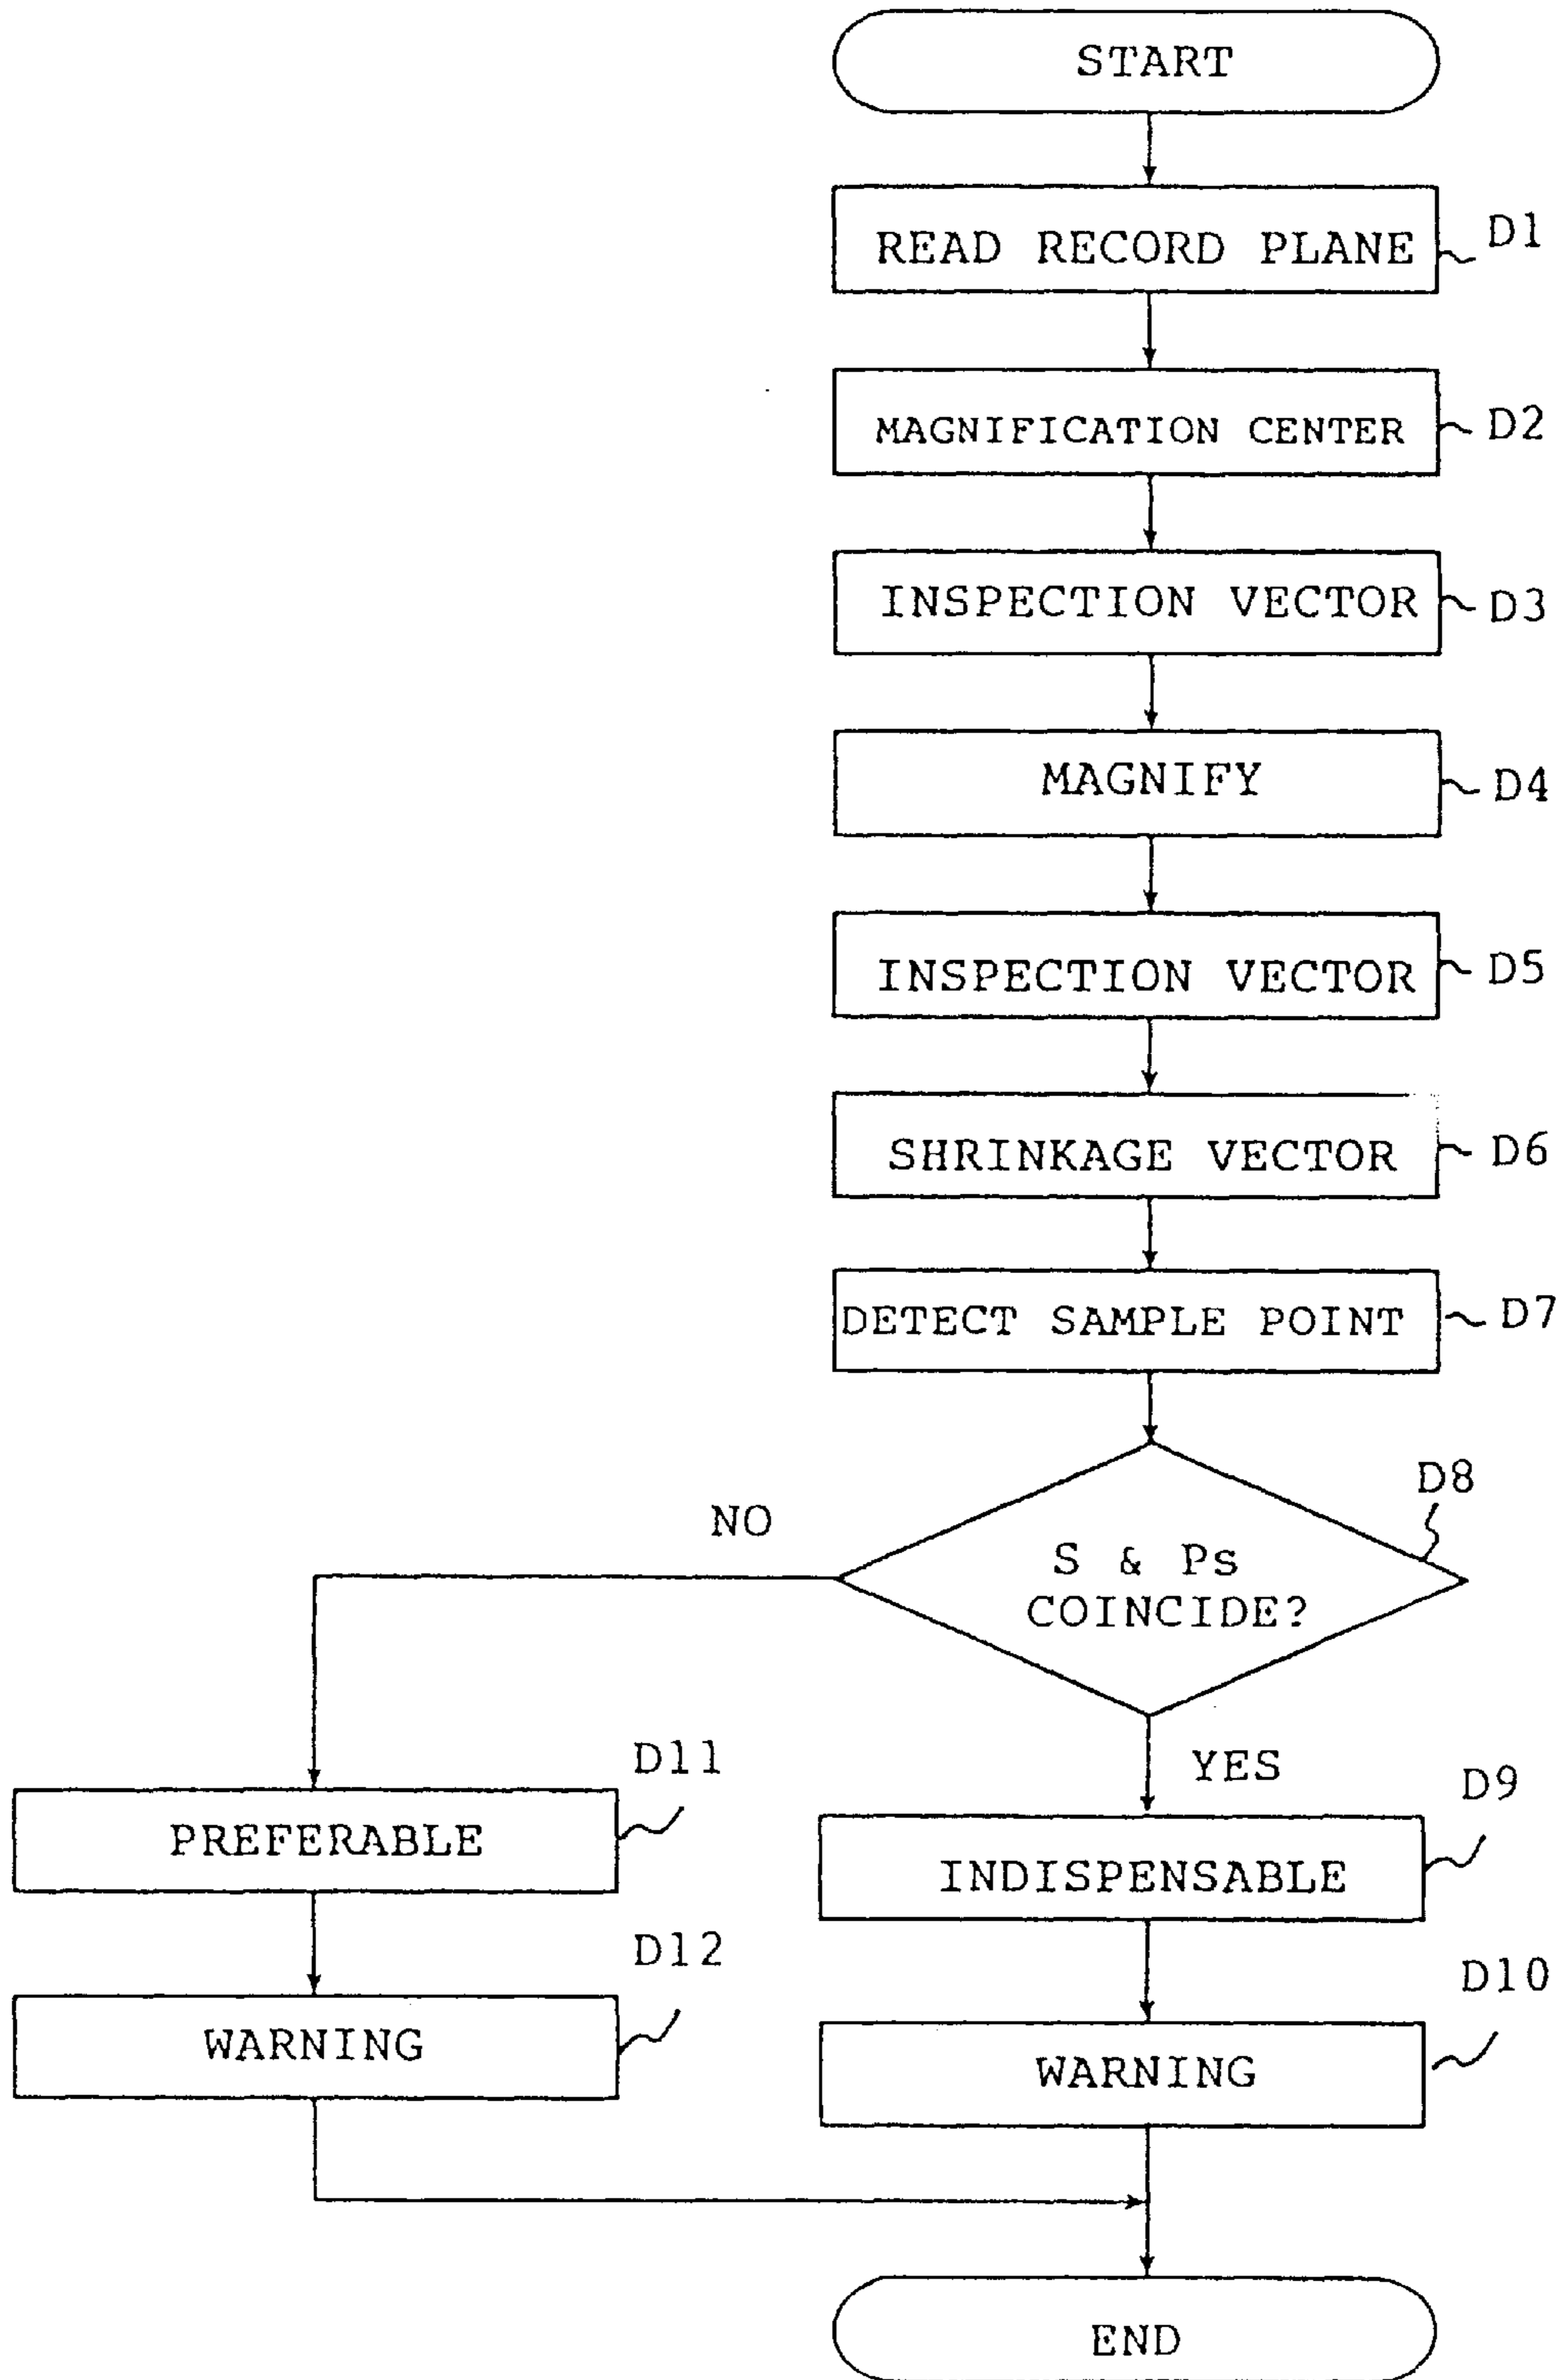 START
READ RECORD PLANE
D1
MAGNIFICATION CENTER
D2
INSPECTION VECTOR
D3
MAGNIFY
D4
INSPECTION VECTOR
D5
SHRINKAGE VECTOR
D6
DETECT SAMPLE POINT
D7
D8
NO
S & Ps
COINCIDE?
YES
D11
PREFERABLE
D9
INDISPENSABLE
D12
WARNING
D10
WARNING
END